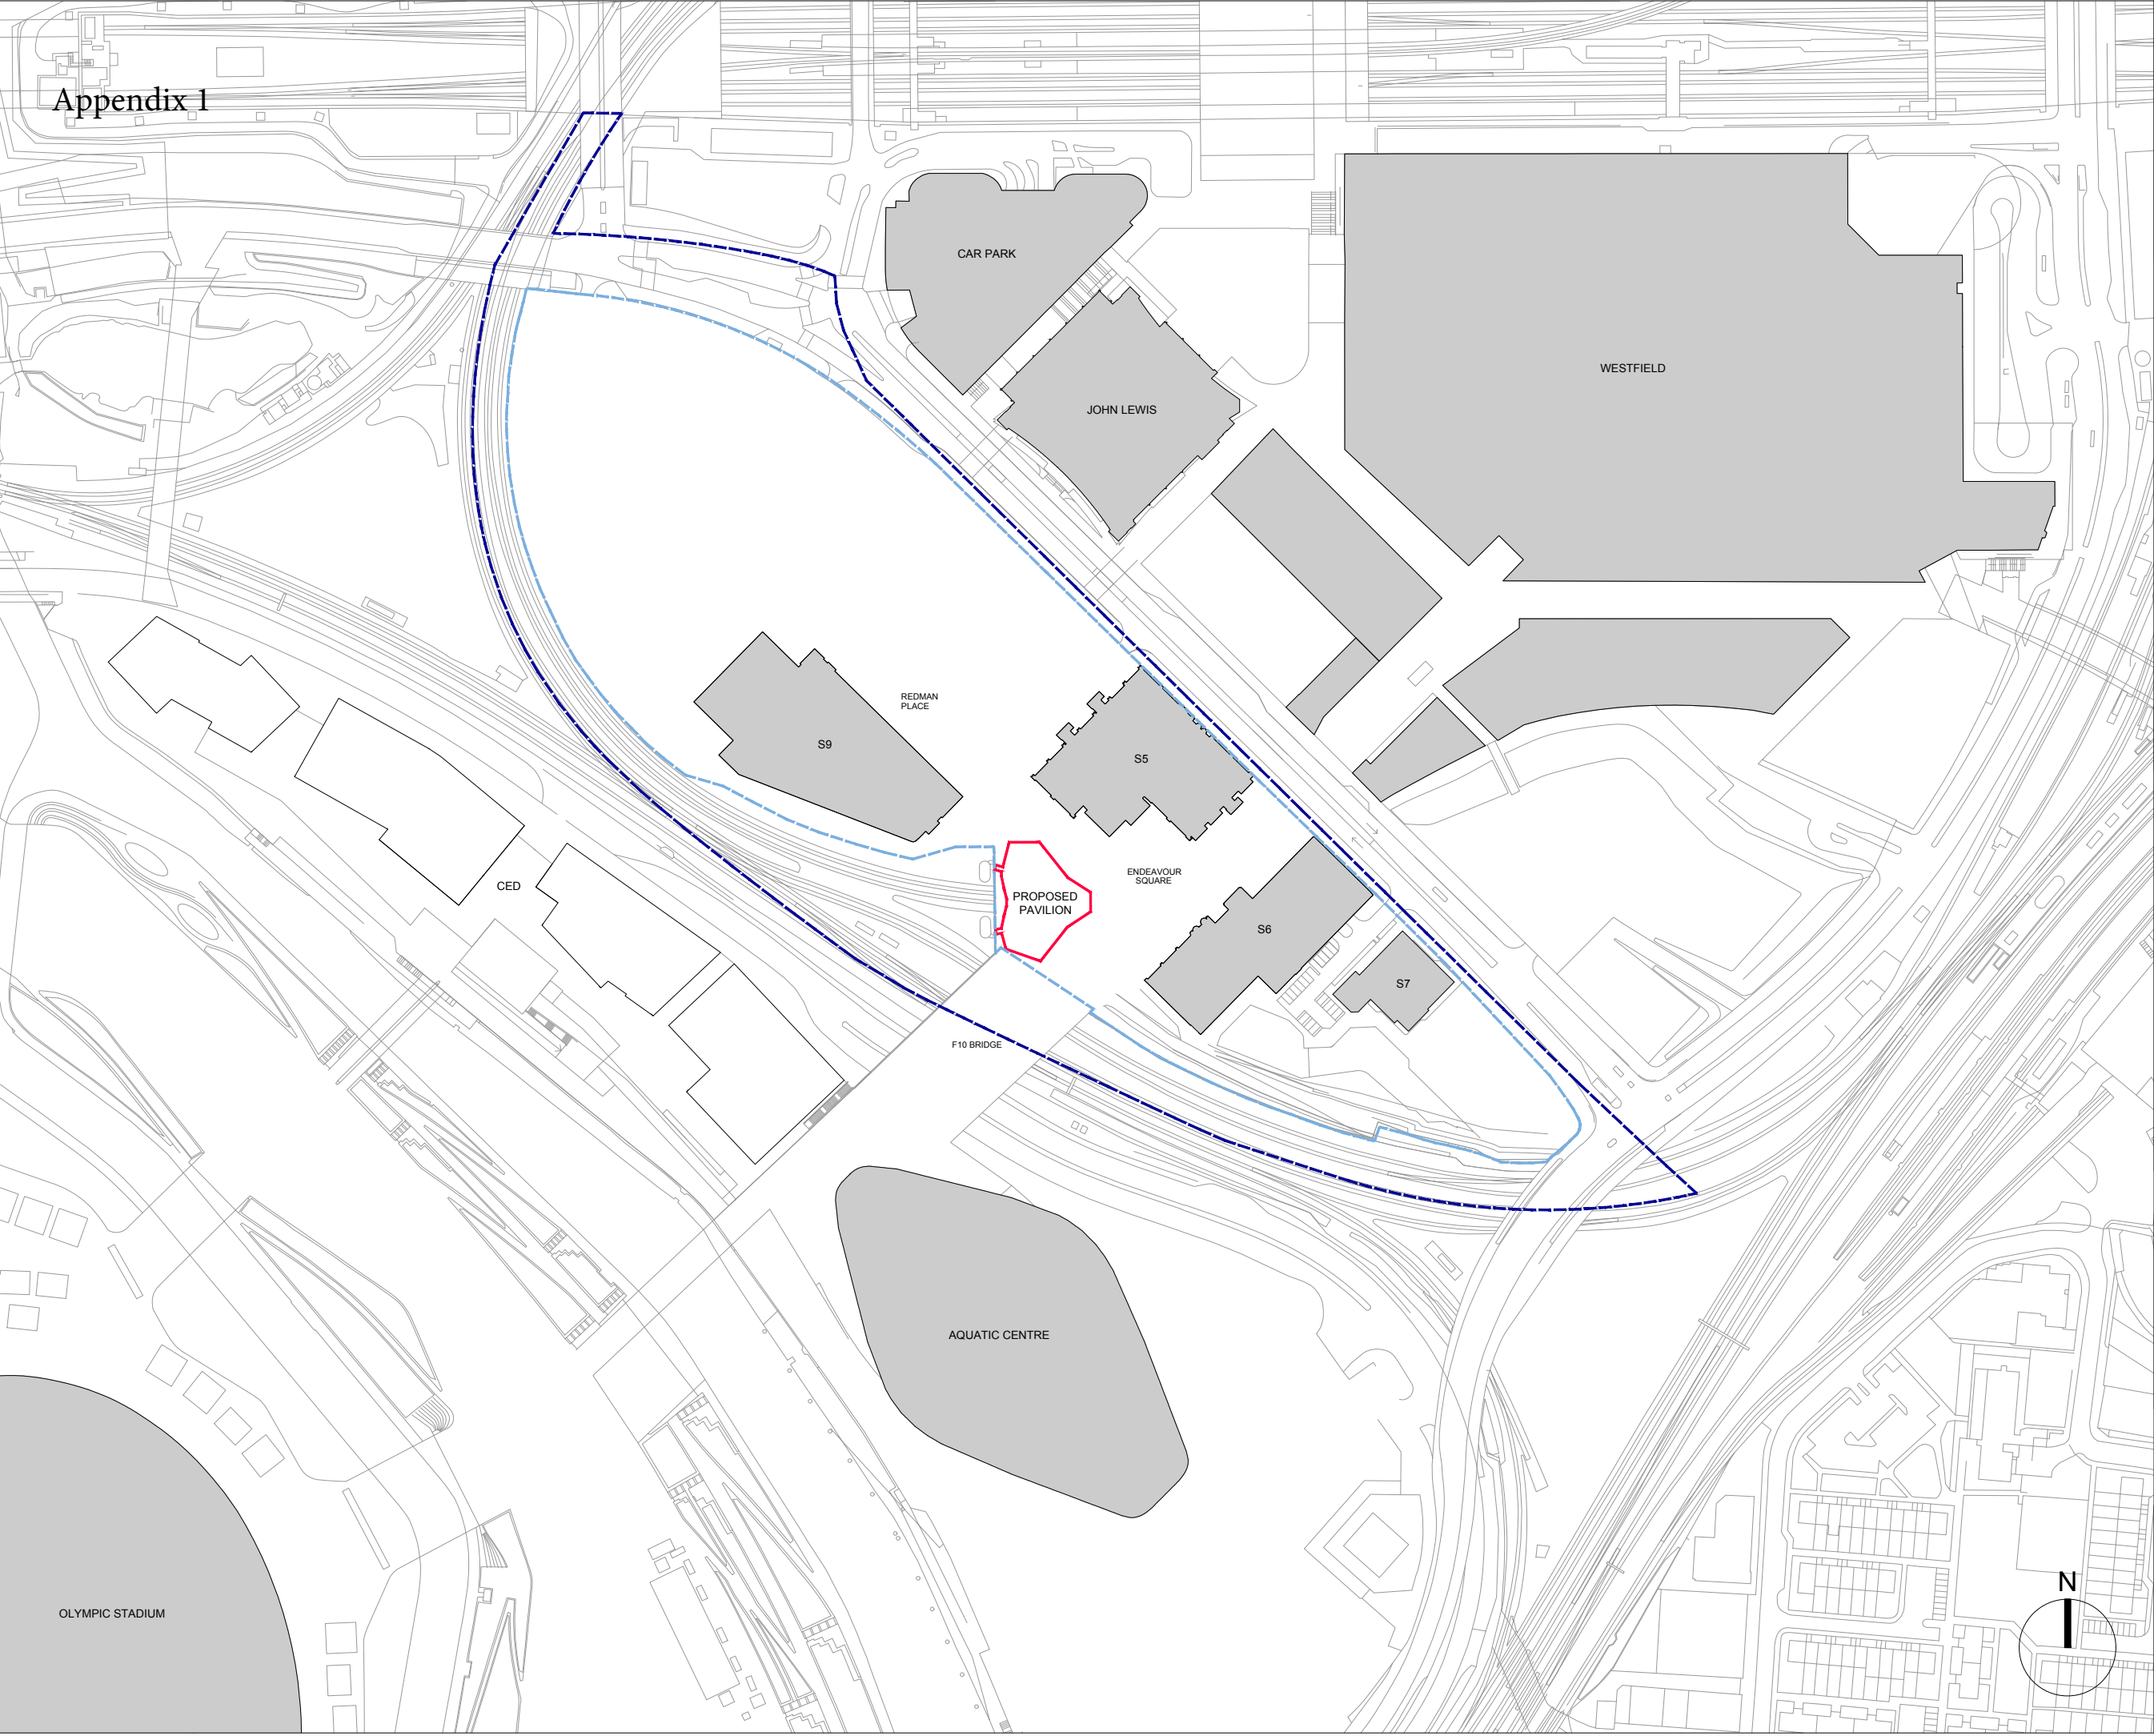 Appendix 1
CAR PARK
WESTFIELD
JOHN LEWIS
REDMAN
PLACE
S9
S5
ENDEAVOUR
SQUARE
CED
PROPOSED
PAVILION
S6
S7
F10 BRIDGE
AQUATIC CENTRE
N
OLYMPIC STADIUM